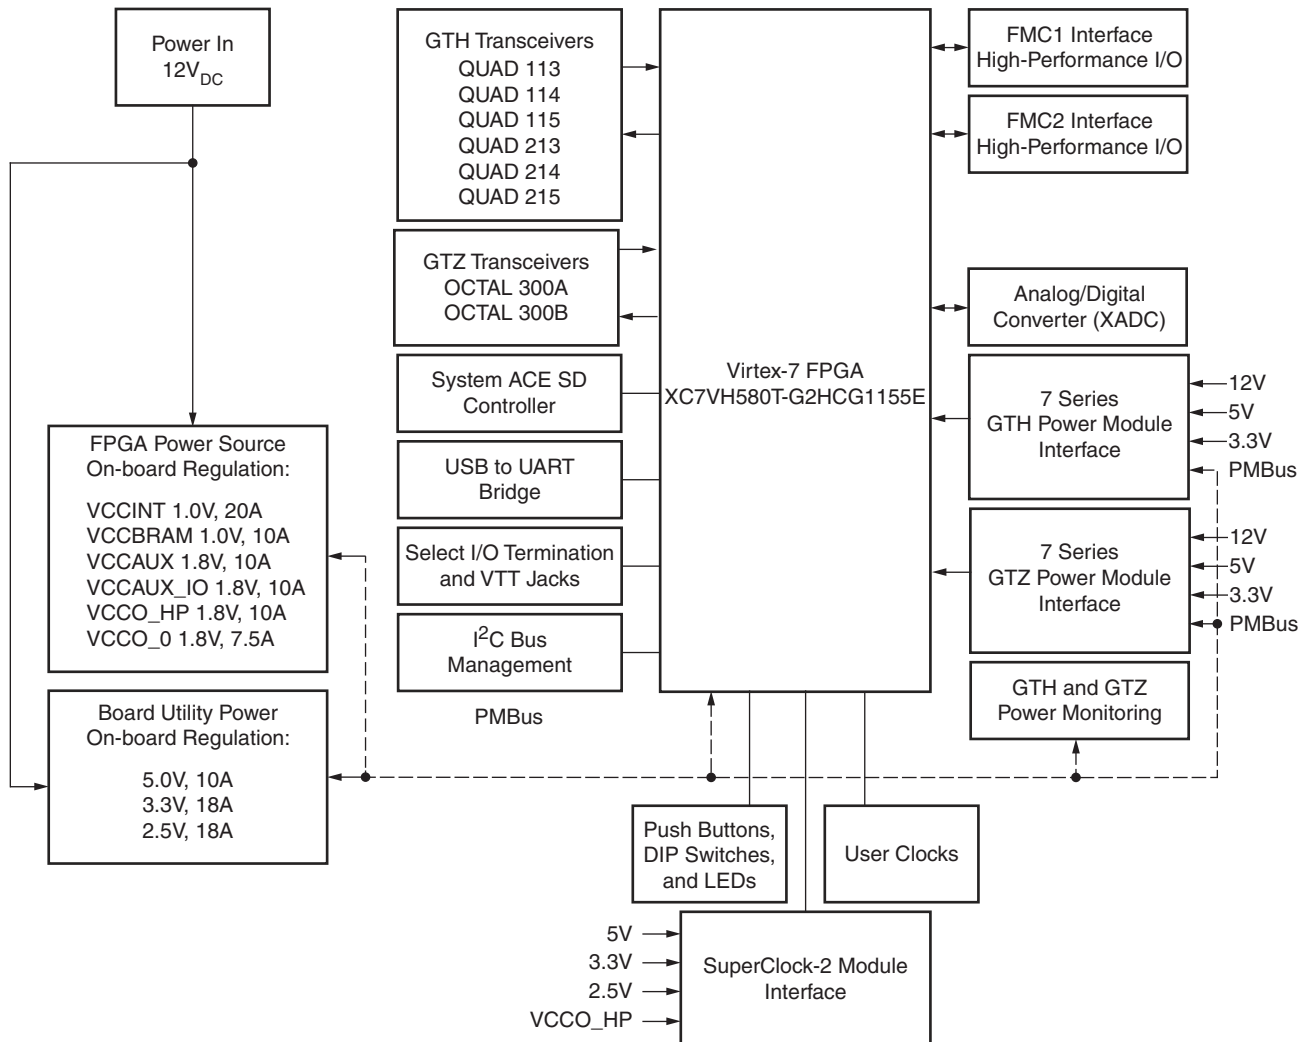 Power In
12VDC
GTH Transceivers
QUAD 113
QUAD 114
QUAD 115
QUAD 213
QUAD 214
QUAD 215
GTZ Transceivers
OCTAL 300A
OCTAL 300B
System ACE SD
Controller
USB to UART
Bridge
Select I/O Termination
and VTT Jacks
I2C Bus
Management
PMBus
FPGA Power Source
On-board Regulation:
VCCINT 1.0V, 20A
VCCBRAM 1.0V, 10A
VCCAUX 1.8V, 10A
VCCAUX_IO 1.8V, 10A
VCCO_HP 1.8V, 10A
VCCO_0 1.8V, 7.5A
Board Utility Power
On-board Regulation:
5.0V, 10A
3.3V, 18A
2.5V, 18A
Virtex-7 FPGA
XC7VH580T-G2HCG1155E
FMC1 Interface
High-Performance I/O
FMC2 Interface
High-Performance I/O
Analog/Digital
Converter (XADC)
7 Series
GTH Power Module
Interface
12V
5V
3.3V
PMBus
7 Series
GTZ Power Module
Interface
12V
5V
3.3V
PMBus
GTH and GTZ
Power Monitoring
Push Buttons,
DIP Switches,
and LEDs
User Clocks
5V
3.3V
2.5V
VCCO_HP
SuperClock-2 Module
Interface